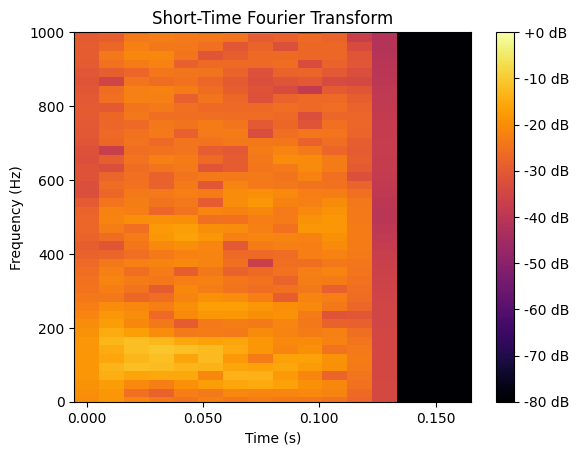 Short-Time Fourier Transform
1000
800
600
400
200
0
Frequency (Hz)
0.000
0.050
0.100
0.150
Time (s)
+0 dB
-10 dB
-20 dB
-30 dB
-40 dB
-50 dB
-60 dB
-70 dB
-80 dB